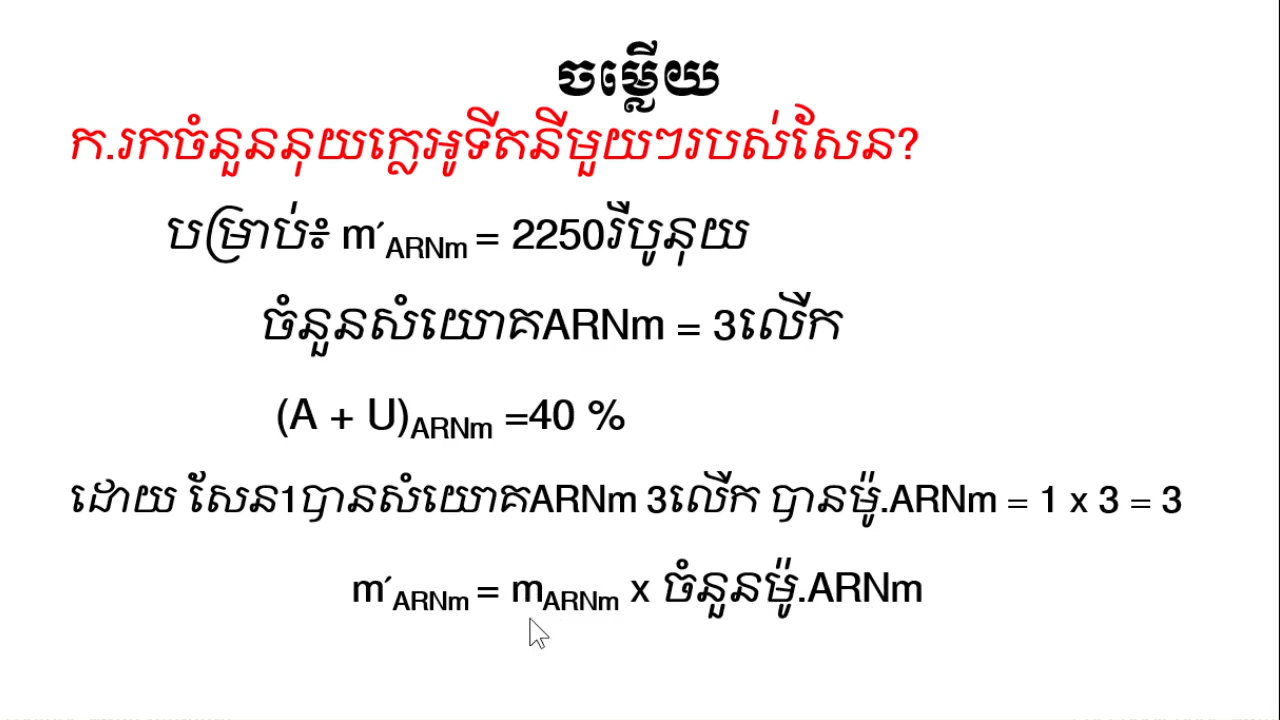 ចម្លើយ
ក.រកចំនួននុយក្លេអូទីតនីមួយៗរបស់សែន?
បម្រាប់៖ m´ARNm = 2250រីបូនុយ
ចំនួនសំយោគARNm = 3លើក
(A + U)ARNm =40 %
ដោយ សែន1បានសំយោគARNm 3លើក បានម៉ូ.ARNm = 1 x 3 = 3
m´ARNm = mARNm x ចំនួនម៉ូ.ARNm